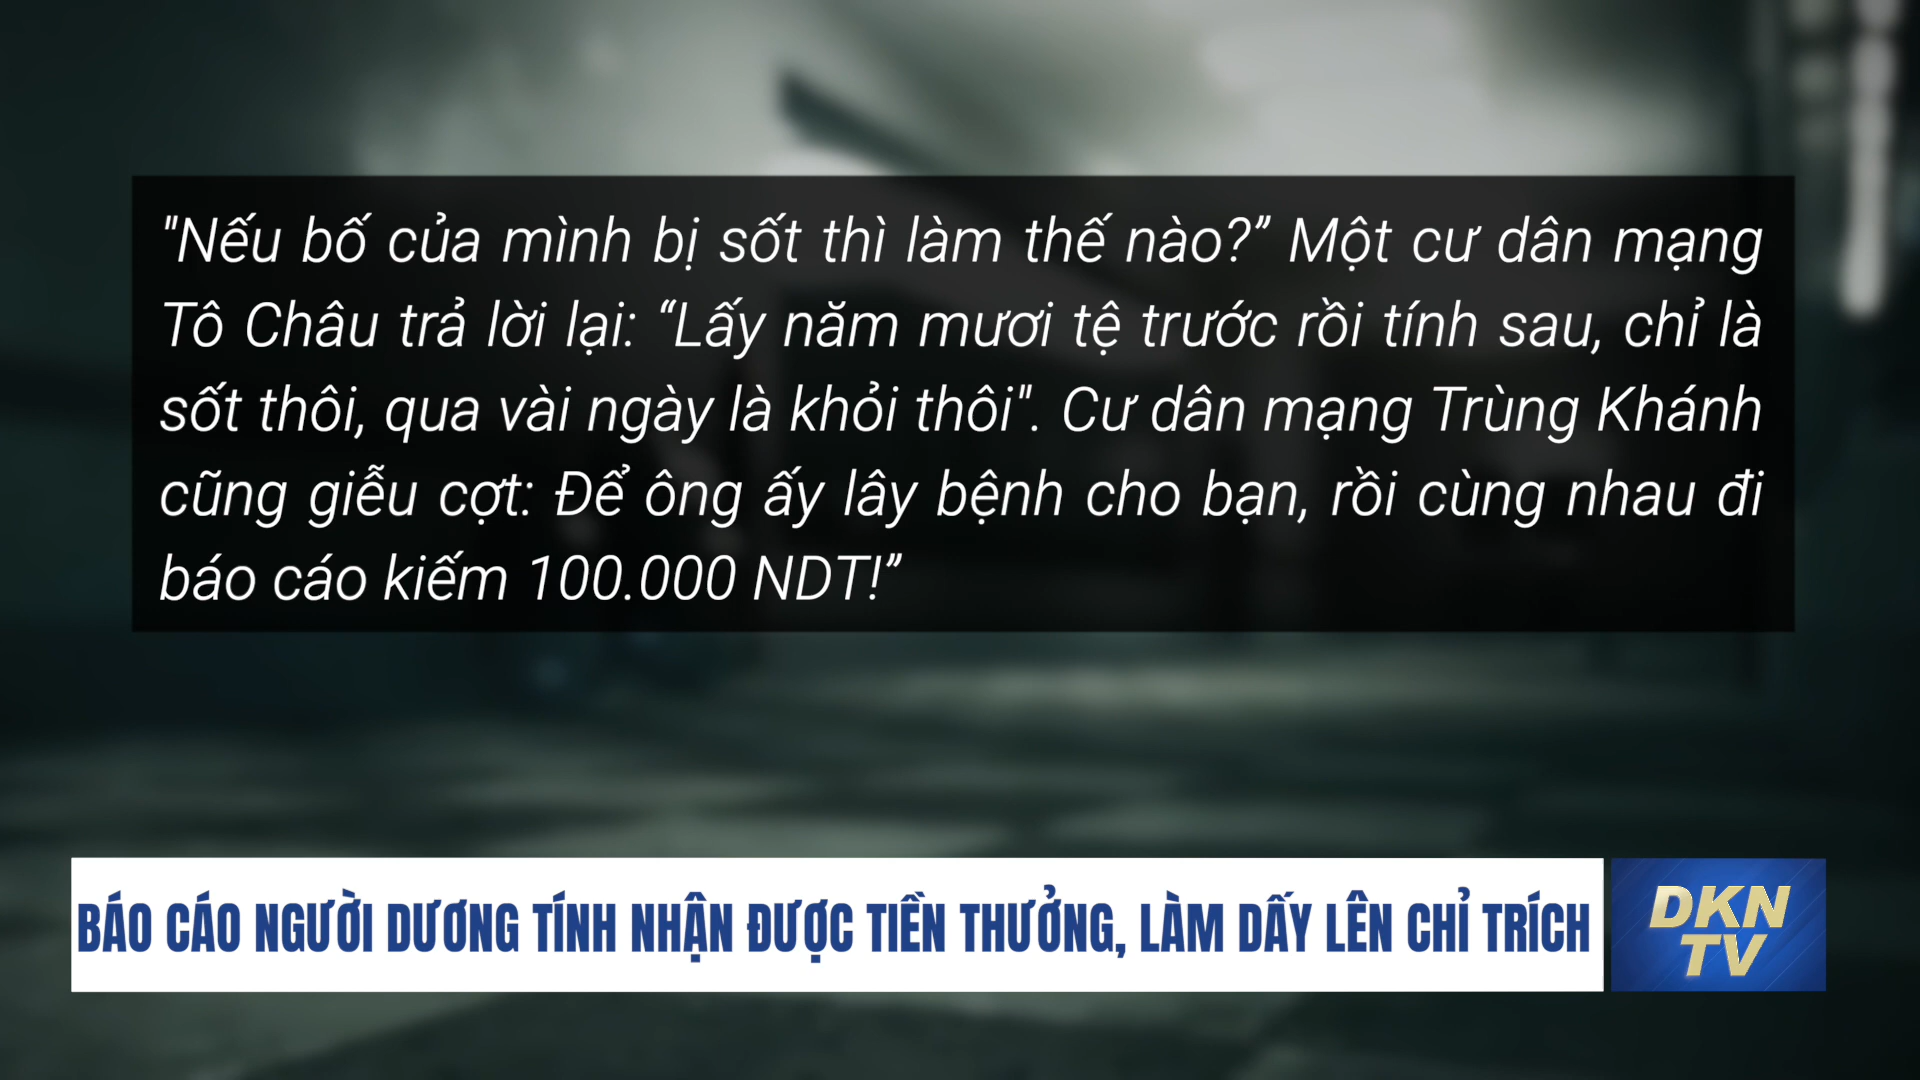 "Nếu bố của mình bị sốt thì làm thế nào?” Một cư dân mạng
Tô Châu trả lời lại: “Lấy năm mươi tệ trước rồi tính sau, chỉ là
sốt thôi, qua vài ngày là khỏi thôi". Cư dân mạng Trùng Khánh
cũng giễu cợt: Để ông ấy lây bệnh cho bạn, rồi cùng nhau đi
báo cáo kiếm 100.000 NDT!”
BÁO CÁO NGƯỜI DƯƠNG TÍNH NHẬN ĐƯỢC TIỀN THƯỞNG, LÀM DẤY LÊN CHỈ TRÍCH
DKN
TV